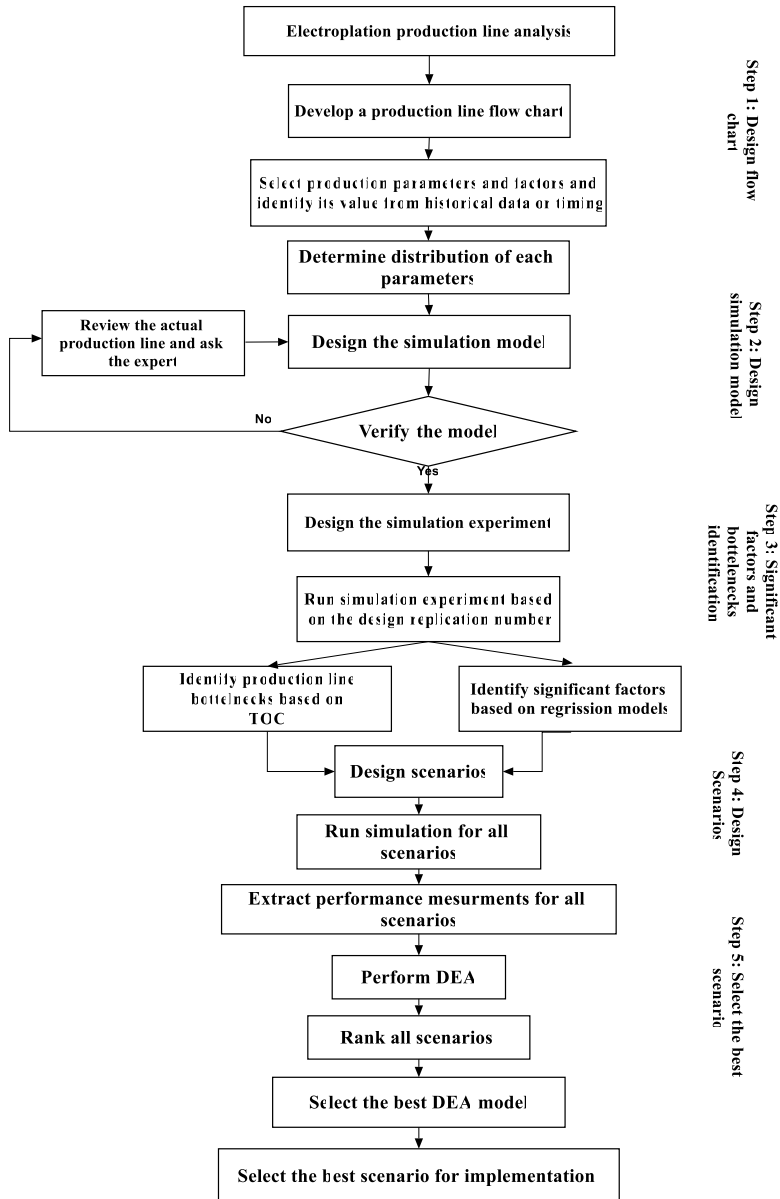 Electroplation production line analysis
Develop a production line flow chart
Select production parameters and factors and
identify its value from historical data or timing
Determine distribution of each
parameters
Review the actual
production line and ask
the expert
Design the simulation model
No
Verify the model
Yes
Design the simulation experiment
Run simulation experiment based
on the design replication number
Identify production line
bottelnecks based on
TOC
Identify significant factors
based on regrission models
Design scenarios
Run simulation for all
scenarios
Extract performance mesurments for all
scenarios
Perform DEA
Rank all scenarios
Select the best DEA model
Select the best scenario for implementation
Step 1: Design flow
chart
Step 2: Design
simulation model
Step 3: Significant
factors and
bottelenecks
identification
Step 4: Design
Scenarios
Step 5: Select the best
scenario